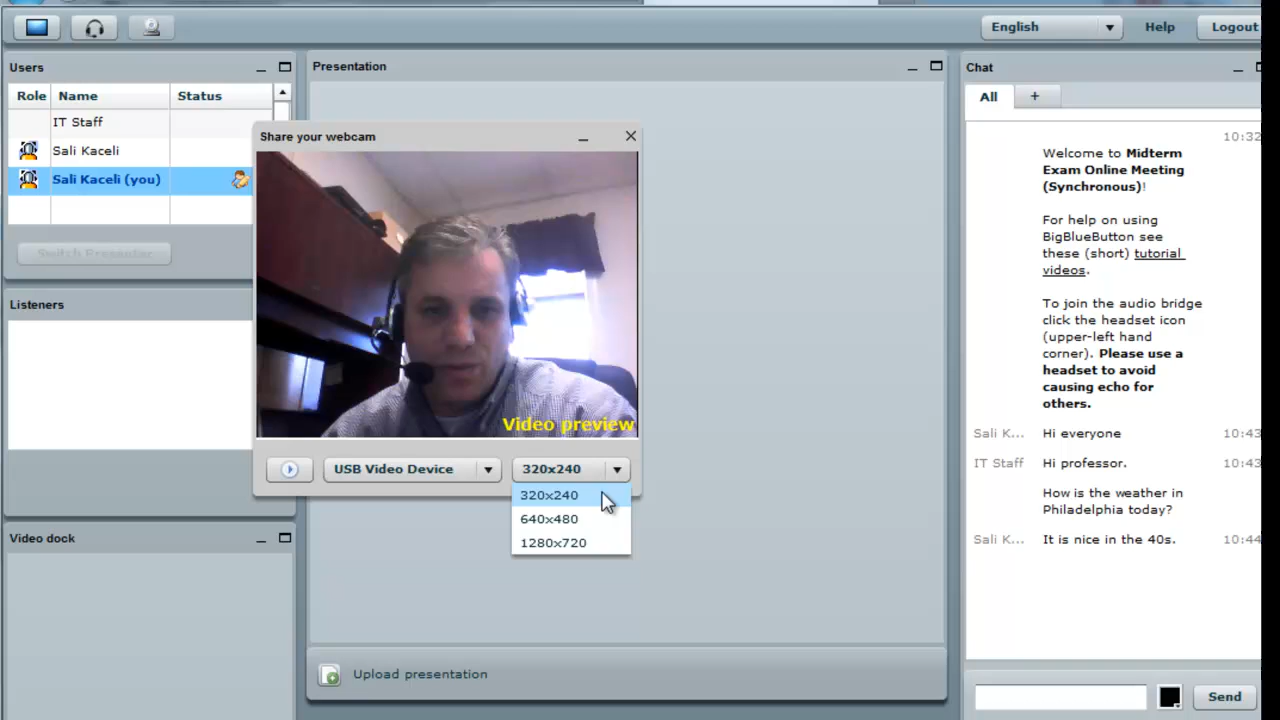 English
Help
Logout
Users
Role Name Status
IT Staff
Sali Kaceli
Sali Kaceli (you)
Switch Presenter
Listeners
Video dock
Presentation
Share your webcam
Video preview
USB Video Device
320x240
320x240
640x480
1280x720
Upload presentation
Chat
All +
10:32
Welcome to Midterm
Exam Online Meeting
(Synchronous)!
For help on using
BigBlueButton see
these (short) tutorial
videos.
To join the audio bridge
click the headset icon
(upper-left hand
corner). Please use a
headset to avoid
causing echo for
others.
Sali K... Hi everyone 10:43
IT Staff Hi professor. 10:43
How is the weather in
Philadelphia today?
Sali K... It is nice in the 40s. 10:44
Send